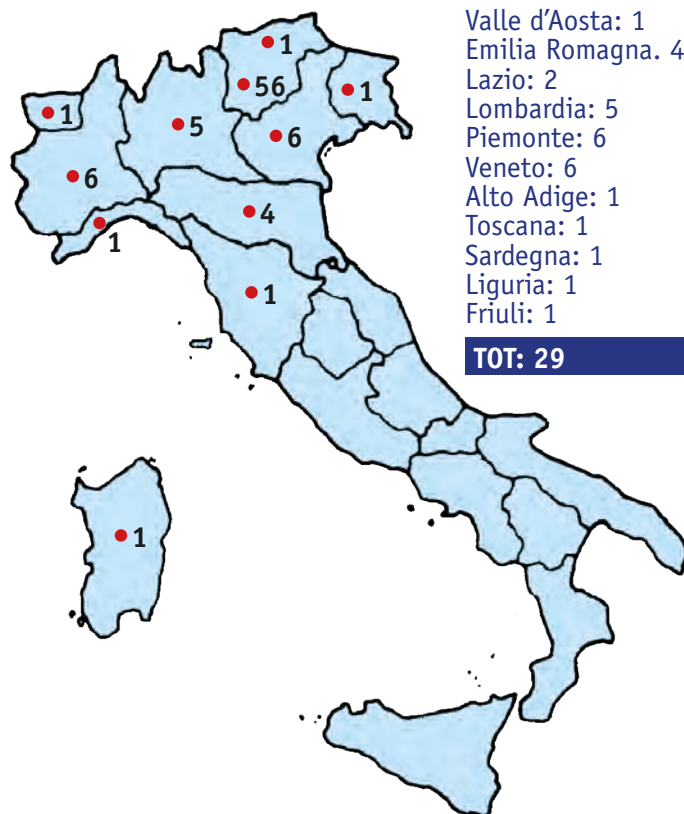 Valle d'Aosta: 1
Emilia Romagna. 4
Lazio: 2
Lombardia: 5
Piemonte: 6
Veneto: 6
Alto Adige: 1
Toscana: 1
Sardegna: 1
Liguria: 1
Friuli: 1
TOT: 29
1
56
1
1
5
6
6
4
1
1
1